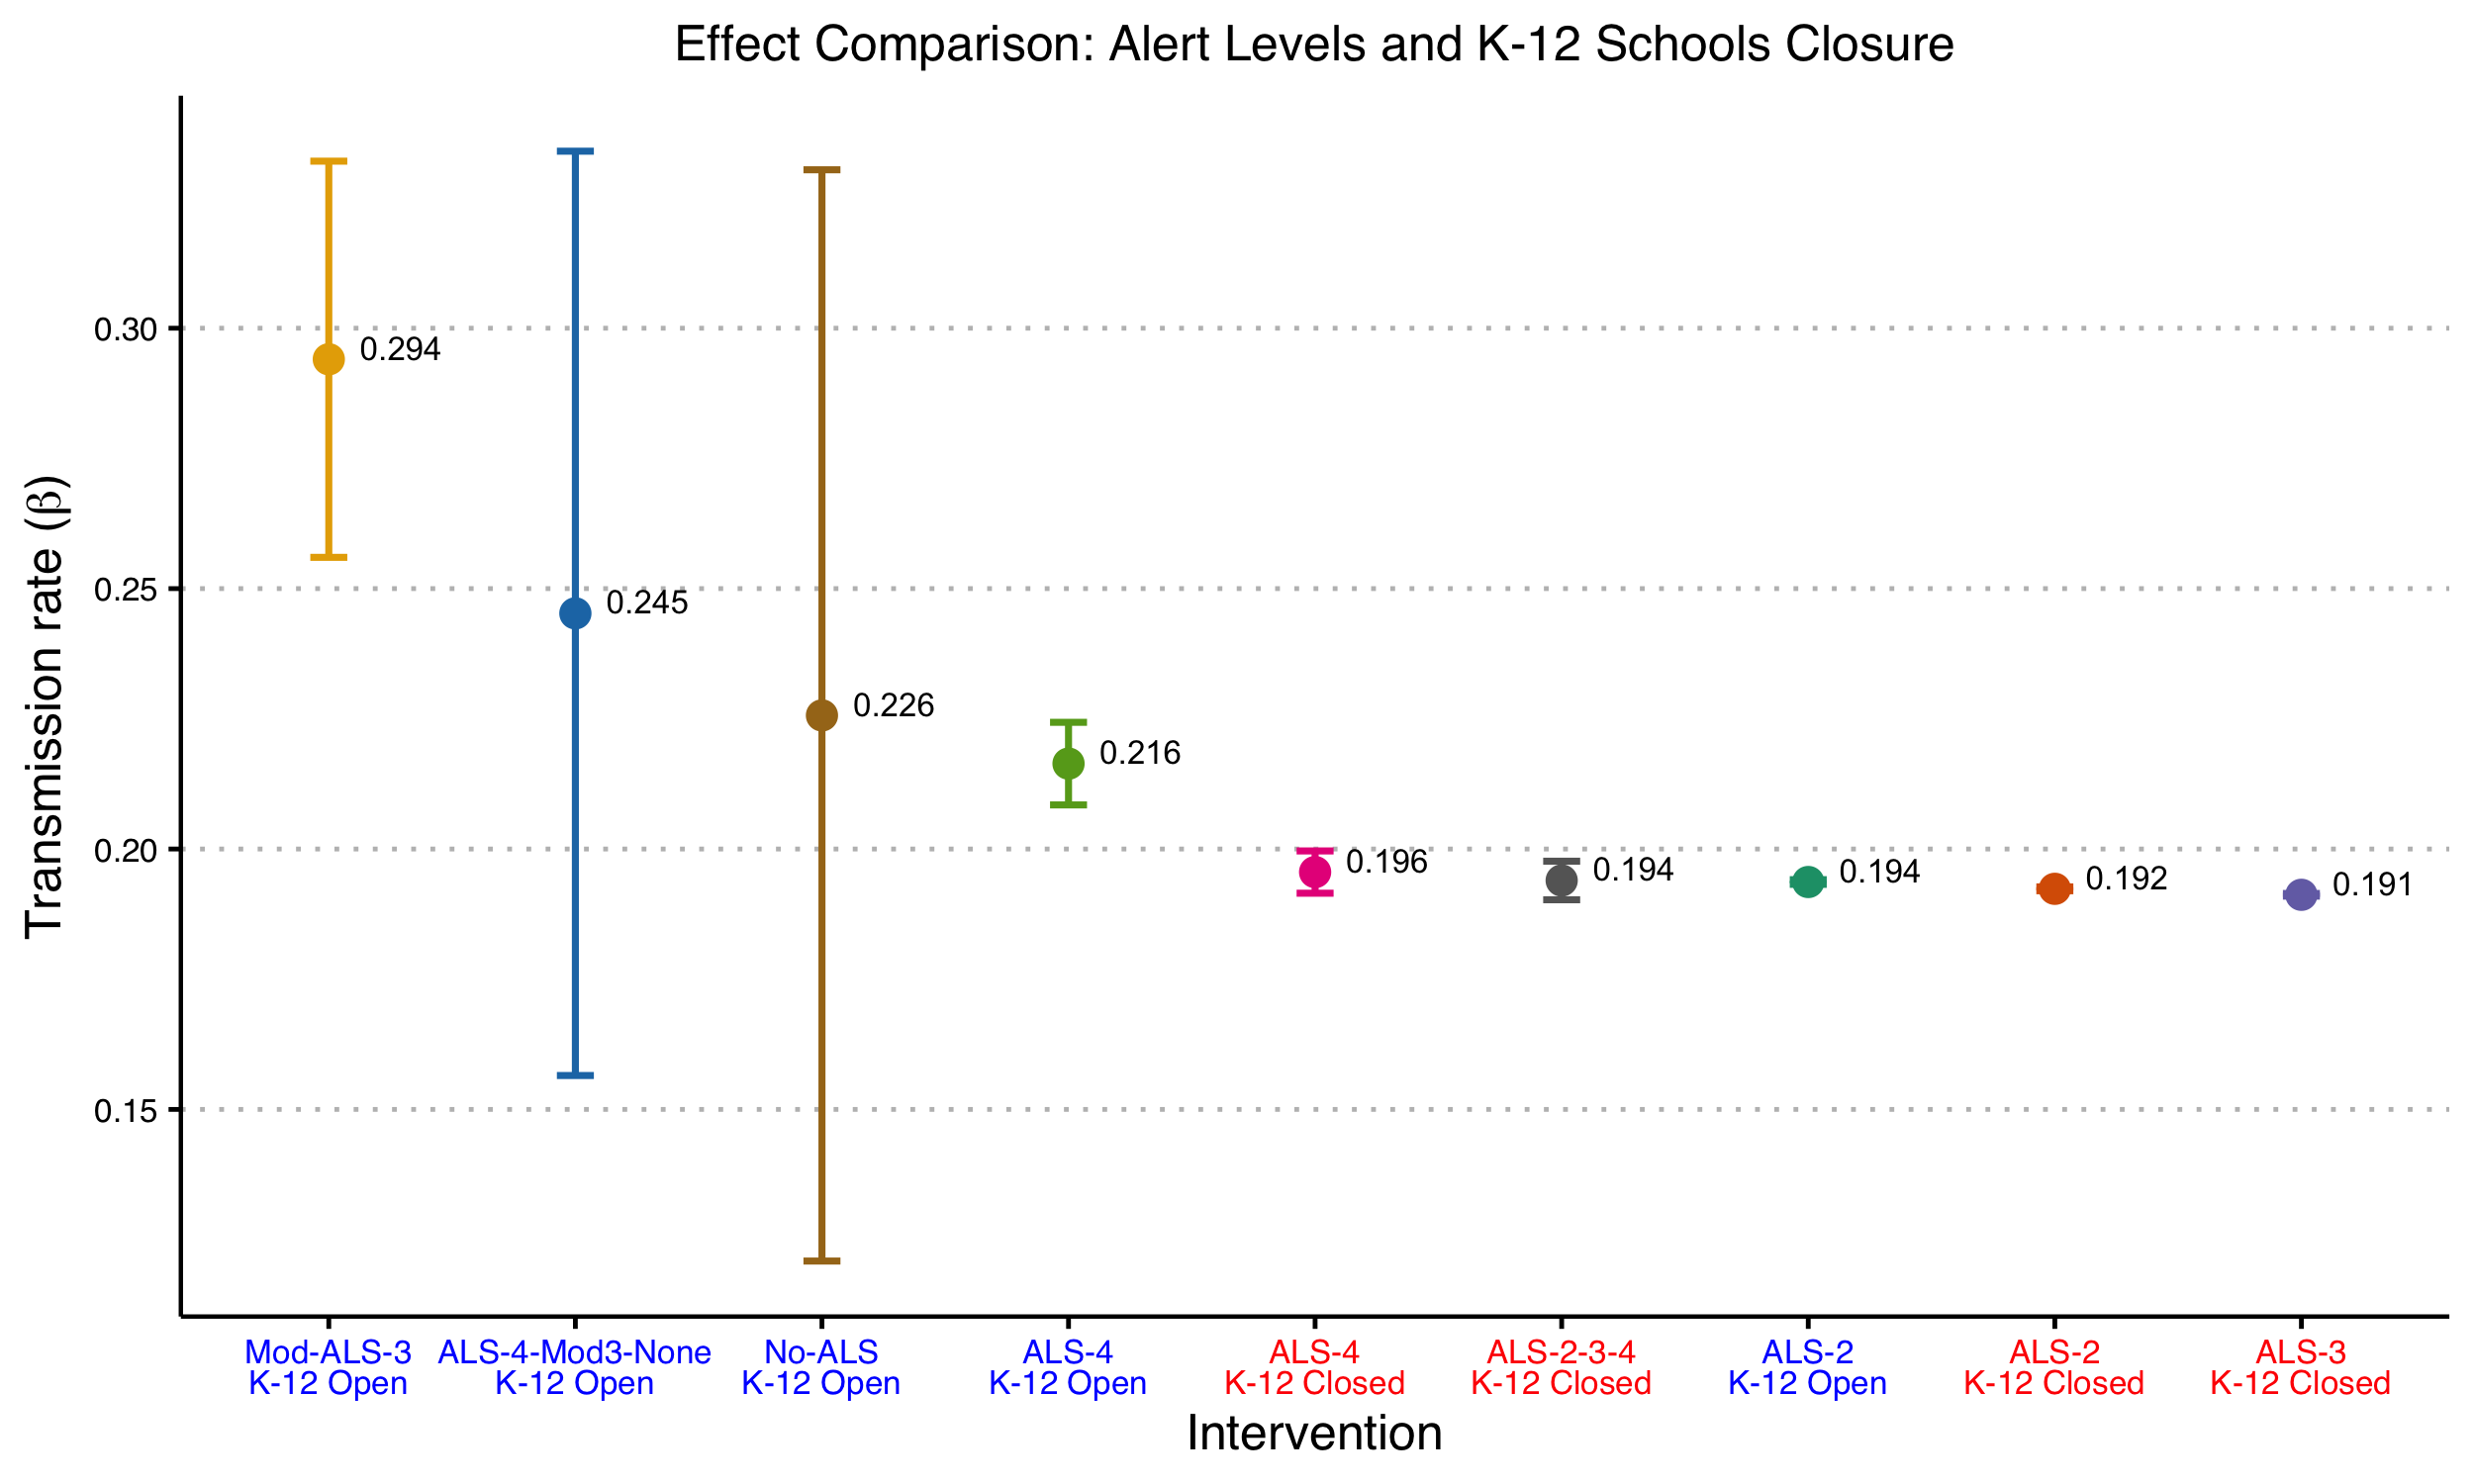 Effect Comparison: Alert Levels and K-12 Schools Closure
Transmission rate (β)
0.30
0.25
0.20
0.15
0.294
0.245
0.226
0.216
0.196
0.194
0.194
0.192
0.191
Mod-ALS-3
K-12 Open
ALS-4-Mod3-None
K-12 Open
No-ALS
K-12 Open
ALS-4
K-12 Open
ALS-4
K-12 Closed
ALS-2-3-4
K-12 Closed
ALS-2
K-12 Open
ALS-2
K-12 Closed
ALS-3
K-12 Closed
Intervention